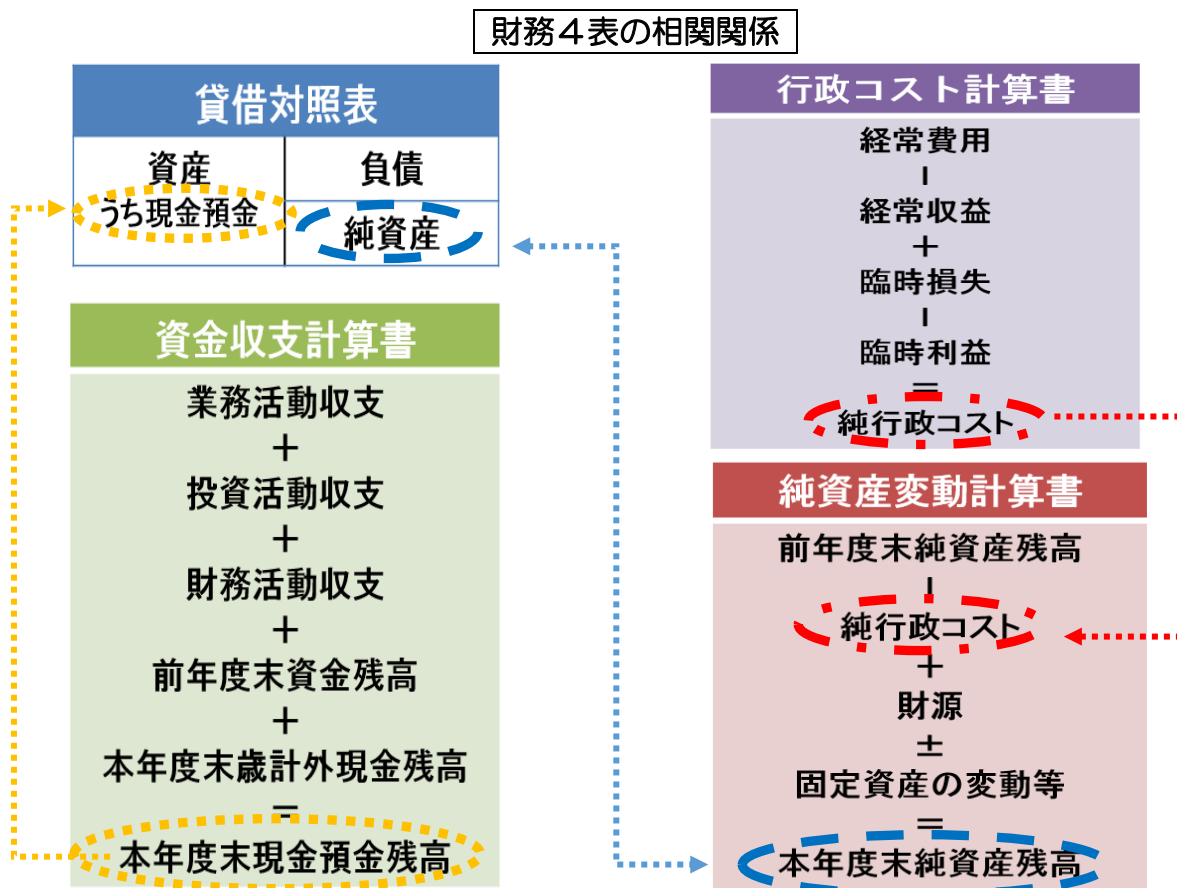 財務４表の相関関係
貸借対照表
資産
うち現金預金
負債
純資産
資金収支計算書
業務活動収支
＋
投資活動収支
＋
財務活動収支
＋
前年度末資金残高
＋
本年度末歳計外現金残高
＝
本年度末現金預金残高
行政コスト計算書
経常費用
－
経常収益
＋
臨時損失
－
臨時利益
＝
純行政コスト
純資産変動計算書
前年度末純資産残高
－
純行政コスト
＋
財源
±
固定資産の変動等
＝
本年度末純資産残高